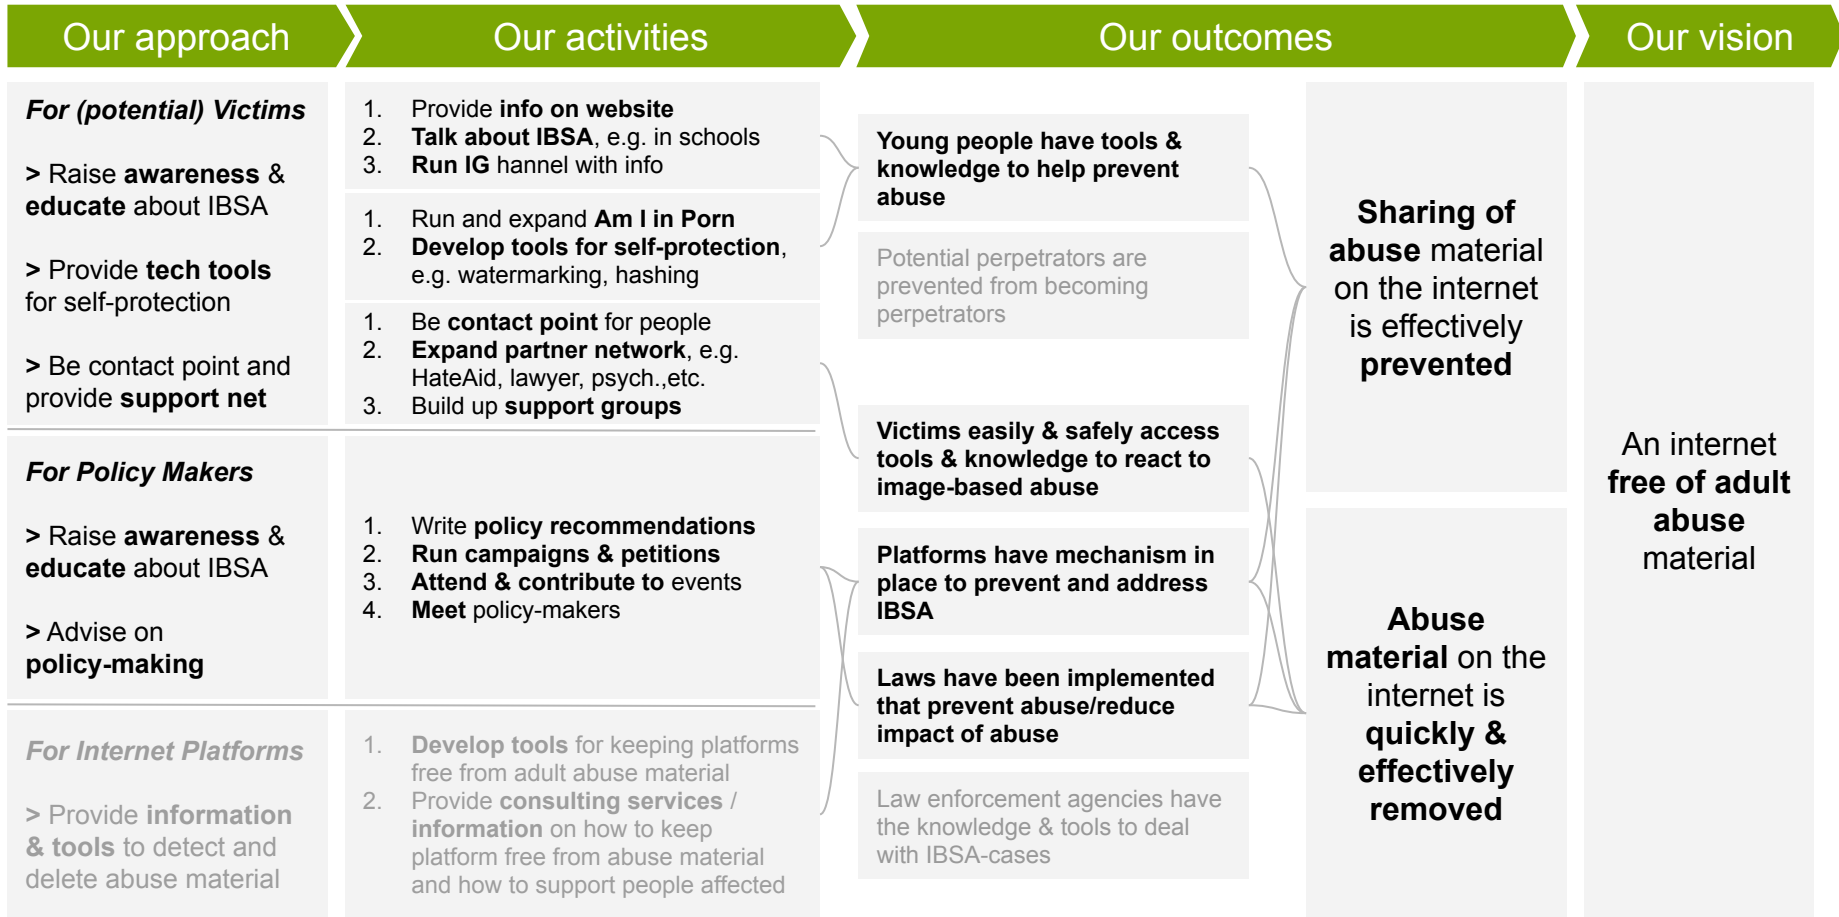 Our approach
Our activities
Our outcomes
Our vision
For (potential) Victims
> Raise awareness &
educate about IBSA
> Provide tech tools
for self-protection
> Be contact point and
provide support net
1. Provide info on website
2. Talk about IBSA, e.g. in schools
3. Run IG hannel with info
1. Run and expand Am I in Porn
2. Develop tools for self-protection,
e.g. watermarking, hashing
1. Be contact point for people
2. Expand partner network, e.g.
HateAid, lawyer, psych.,etc.
3. Build up support groups
For Policy Makers
> Raise awareness &
educate about IBSA
> Advise on
policy-making
1. Write policy recommendations
2. Run campaigns & petitions
3. Attend & contribute to events
4. Meet policy-makers
For Internet Platforms
> Provide information
& tools to detect and
delete abuse material
1. Develop tools for keeping platforms
free from adult abuse material
2. Provide consulting services /
information on how to keep
platform free from abuse material
and how to support people affected
Young people have tools &
knowledge to help prevent
abuse
Potential perpetrators are
prevented from becoming
perpetrators
Victims easily & safely access
tools & knowledge to react to
image-based abuse
Platforms have mechanism in
place to prevent and address
IBSA
Laws have been implemented
that prevent abuse/reduce
impact of abuse
Law enforcement agencies have
the knowledge & tools to deal
with IBSA-cases
Sharing of
abuse material
on the internet
is effectively
prevented
Abuse
material on the
internet is
quickly &
effectively
removed
An internet
free of adult
abuse
material